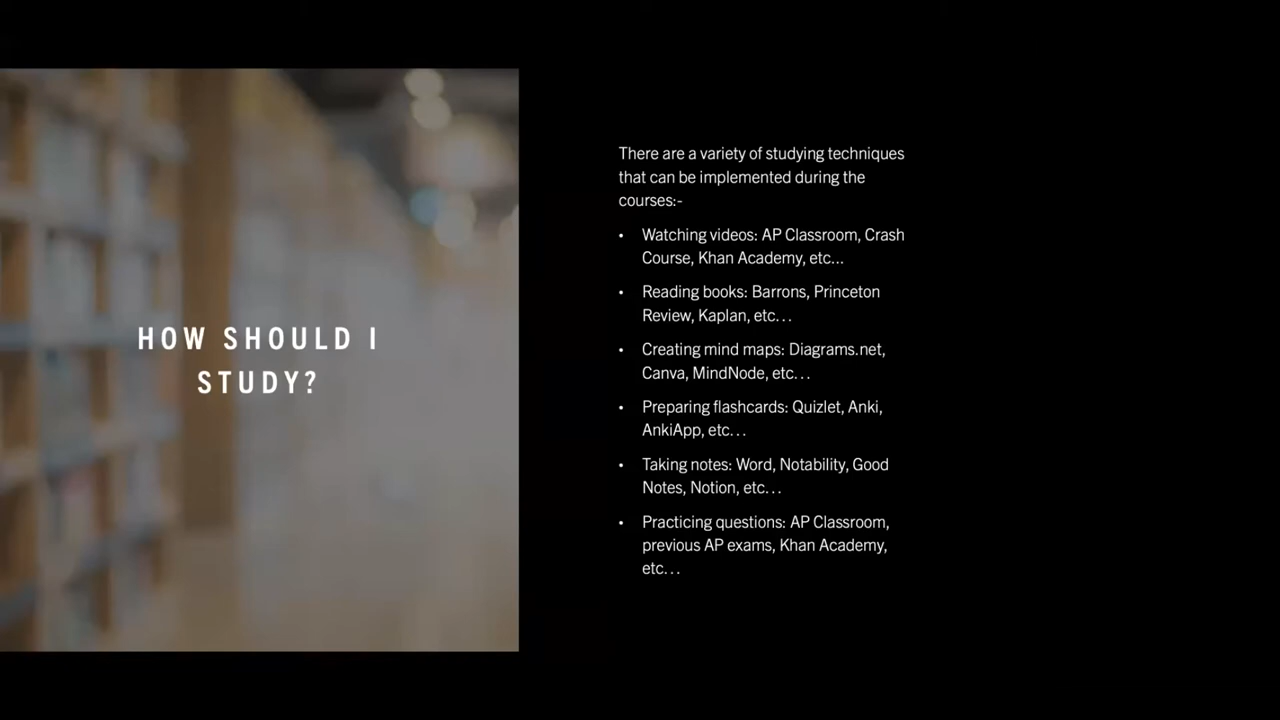 HOW SHOULD I
STUDY?
There are a variety of studying techniques
that can be implemented during the
courses:-
• Watching videos: AP Classroom, Crash
Course, Khan Academy, etc...
• Reading books: Barrons, Princeton
Review, Kaplan, etc...
• Creating mind maps: Diagrams.net,
Canva, MindNode, etc...
• Preparing flashcards: Quizlet, Anki,
AnkiApp, etc...
• Taking notes: Word, Notability, Good
Notes, Notion, etc...
• Practicing questions: AP Classroom,
previous AP exams, Khan Academy,
etc...